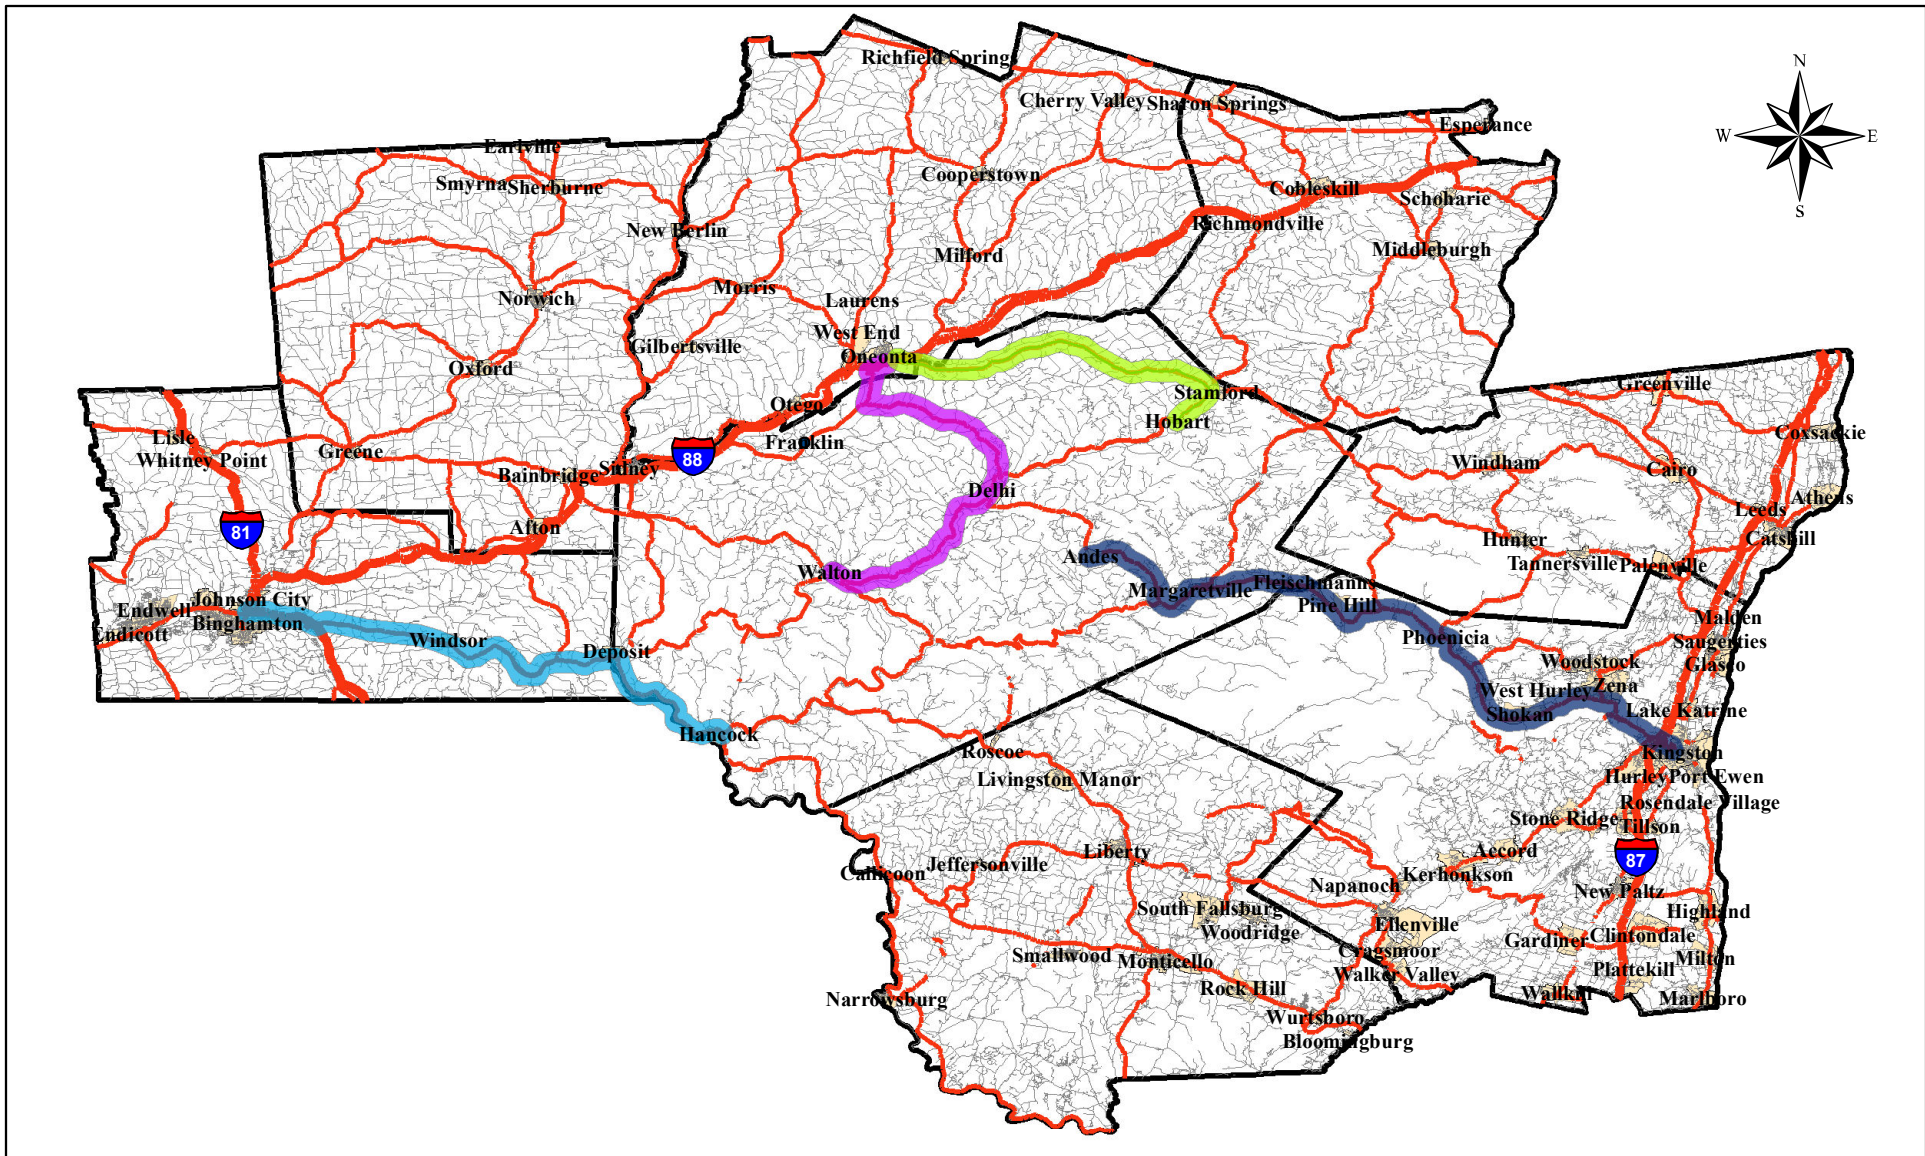 Richfield Springs
N
Cherry Valley
Sharon Springs
Esperance
W
E
Earlville
Smyrna
Sherburne
Cooperstown
Cobleskill
Schoharie
S
New Berlin
Richmondville
Milford
Middleburgh
Norwich
Morris
Laurens
West End
Gilbertsville
Oneonta
Oxford
Stamford
Greenville
Otego
Hobart
Lisle
Franklin
Coxsackie
Whitney Point
Greene
88
Windham
Cairo
Bainbridge
Sidney
Delhi
Athens
Leeds
81
Afton
Hunter
Catskill
Andes
Tannersville
Palenville
Walton
Fleischmanns
Margaretville
Johnson City
Pine Hill
Endwell
Binghamton
Malden
Endicott
Windsor
Phoenicia
Saugerties
Deposit
Woodstock
Glasco
West Hurley
Zena
Shokan
Lake Katrine
Hancock
Roscoe
Kingston
Livingston Manor
Hurley
Port Ewen
Rosendale Village
Stone Ridge
Tillson
Liberty
Accord
Jeffersonville
87
Callicoon
Kerhonkson
Napanoch
New Paltz
South Fallsburg
Highland
Woodridge
Ellenville
Gardiner
Clintondale
Cragsmoor
Smallwood
Monticello
Milton
Walker Valley
Plattekill
Rock Hill
Narrowsburg
Wallkill
Marlboro
Wurtsboro
Bloomingburg